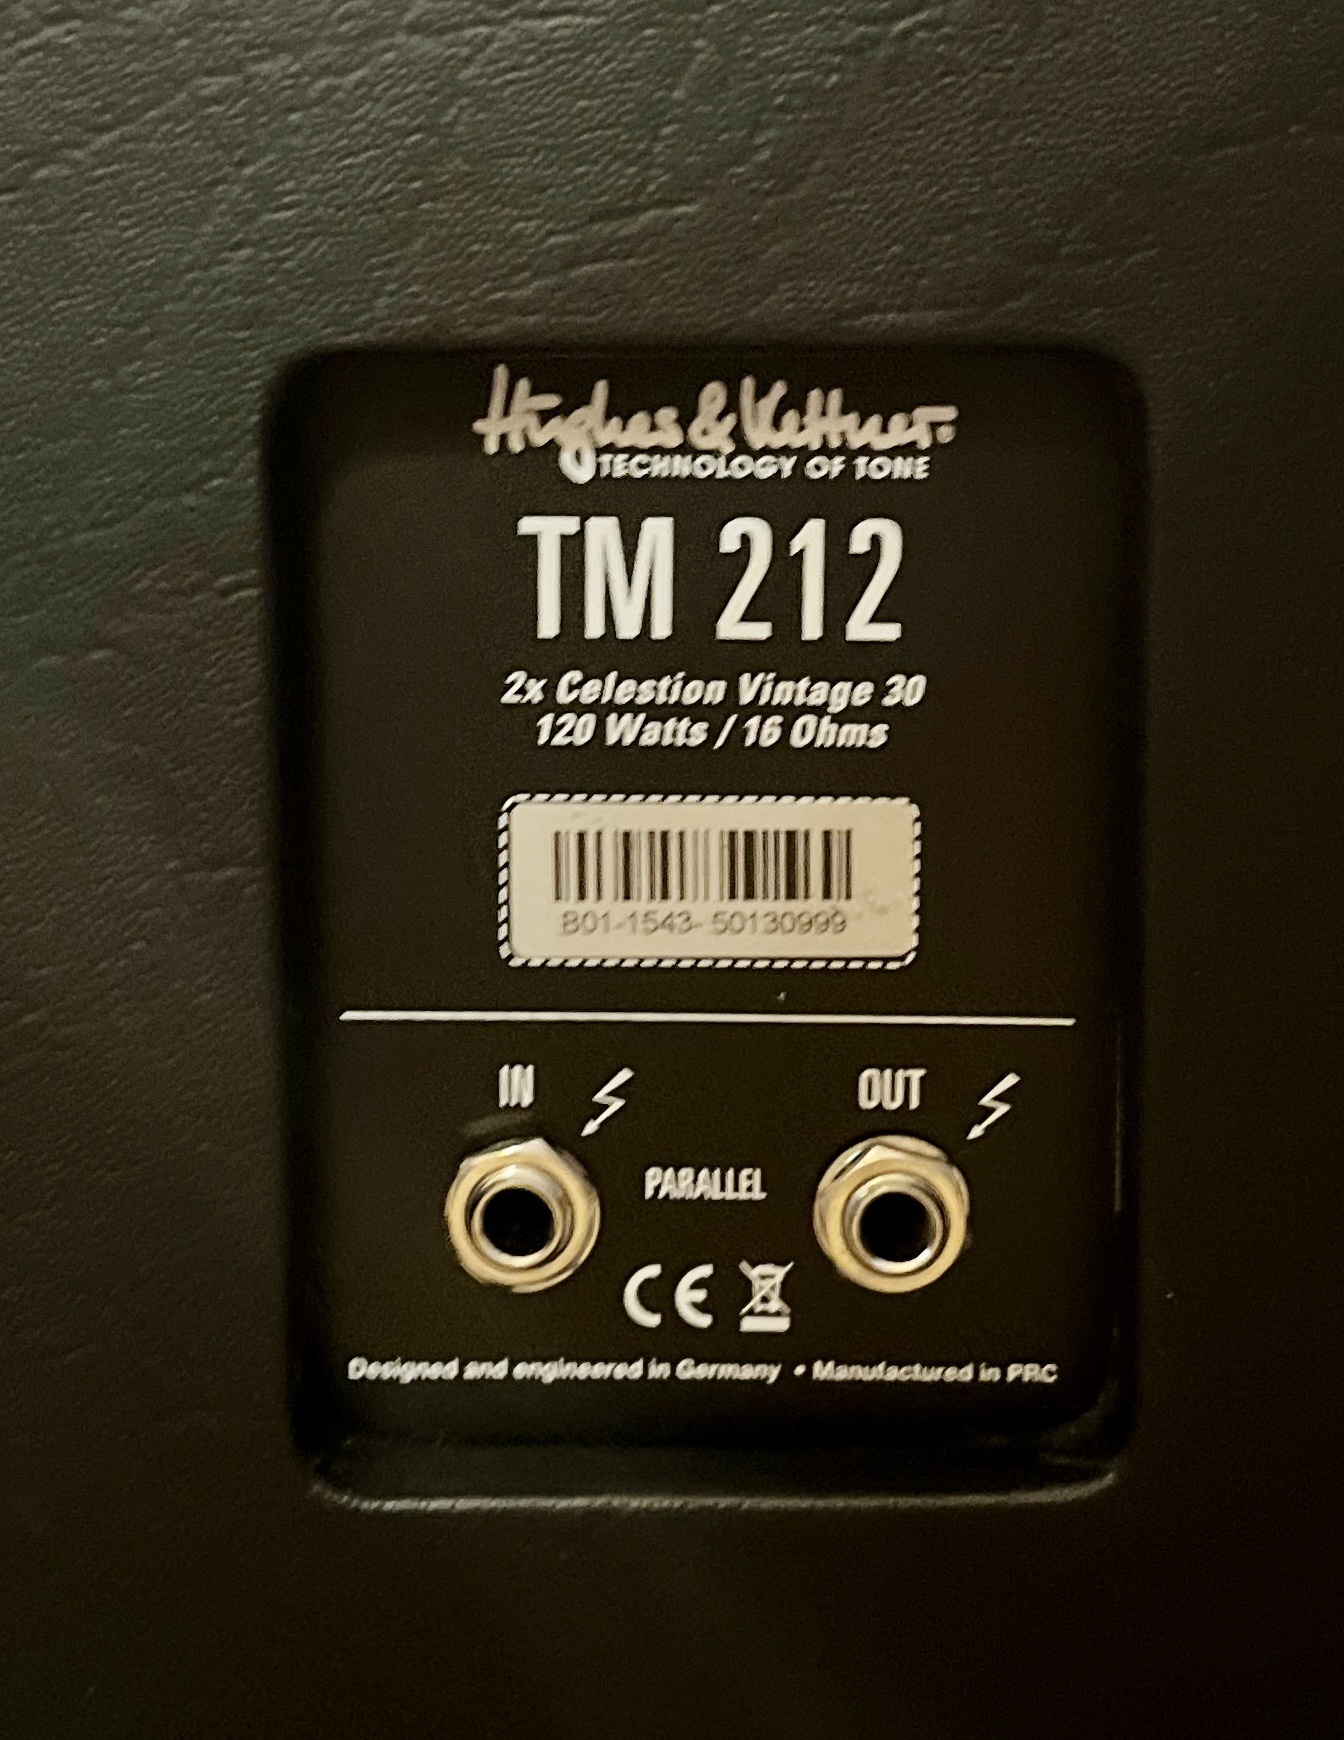 Hughes & Kettner
TECHNOLOGY OF TONE
TM 212
2x Celestion Vintage 30
120 Watts / 16 Ohms
B01-1543- 50130999
IN
OUT
PARALLEL
CE
Designed and engineered in Germany • Manufactured in PRC